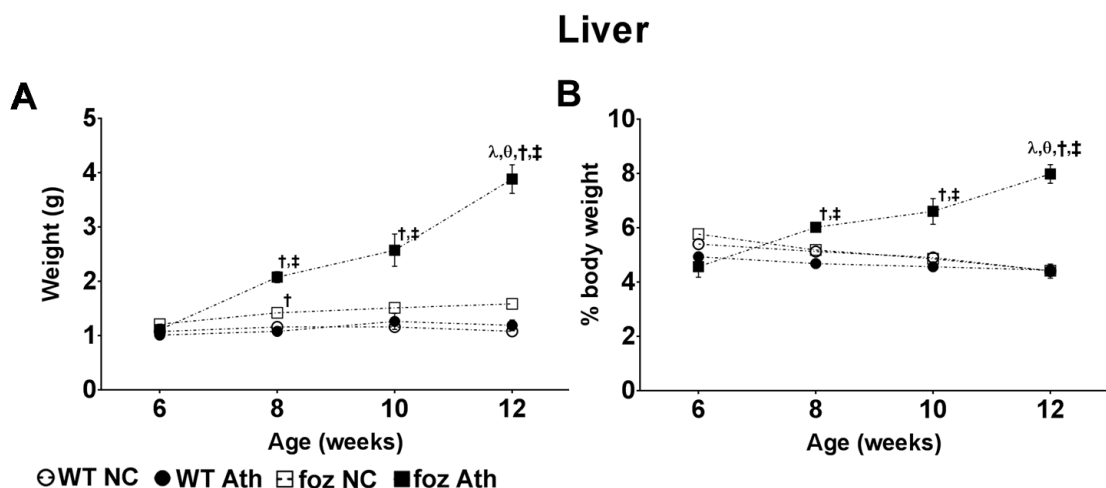 Liver
A
Weight (g)
5
4
3
2
1
0
λ,θ,†,‡
†,‡
†,‡
†
6 8 10 12
Age (weeks)
B
% body weight
10
8
6
4
2
0
λ,θ,†,‡
†,‡
†,‡
6 8 10 12
Age (weeks)
WT NC WT Ath foz NC foz Ath